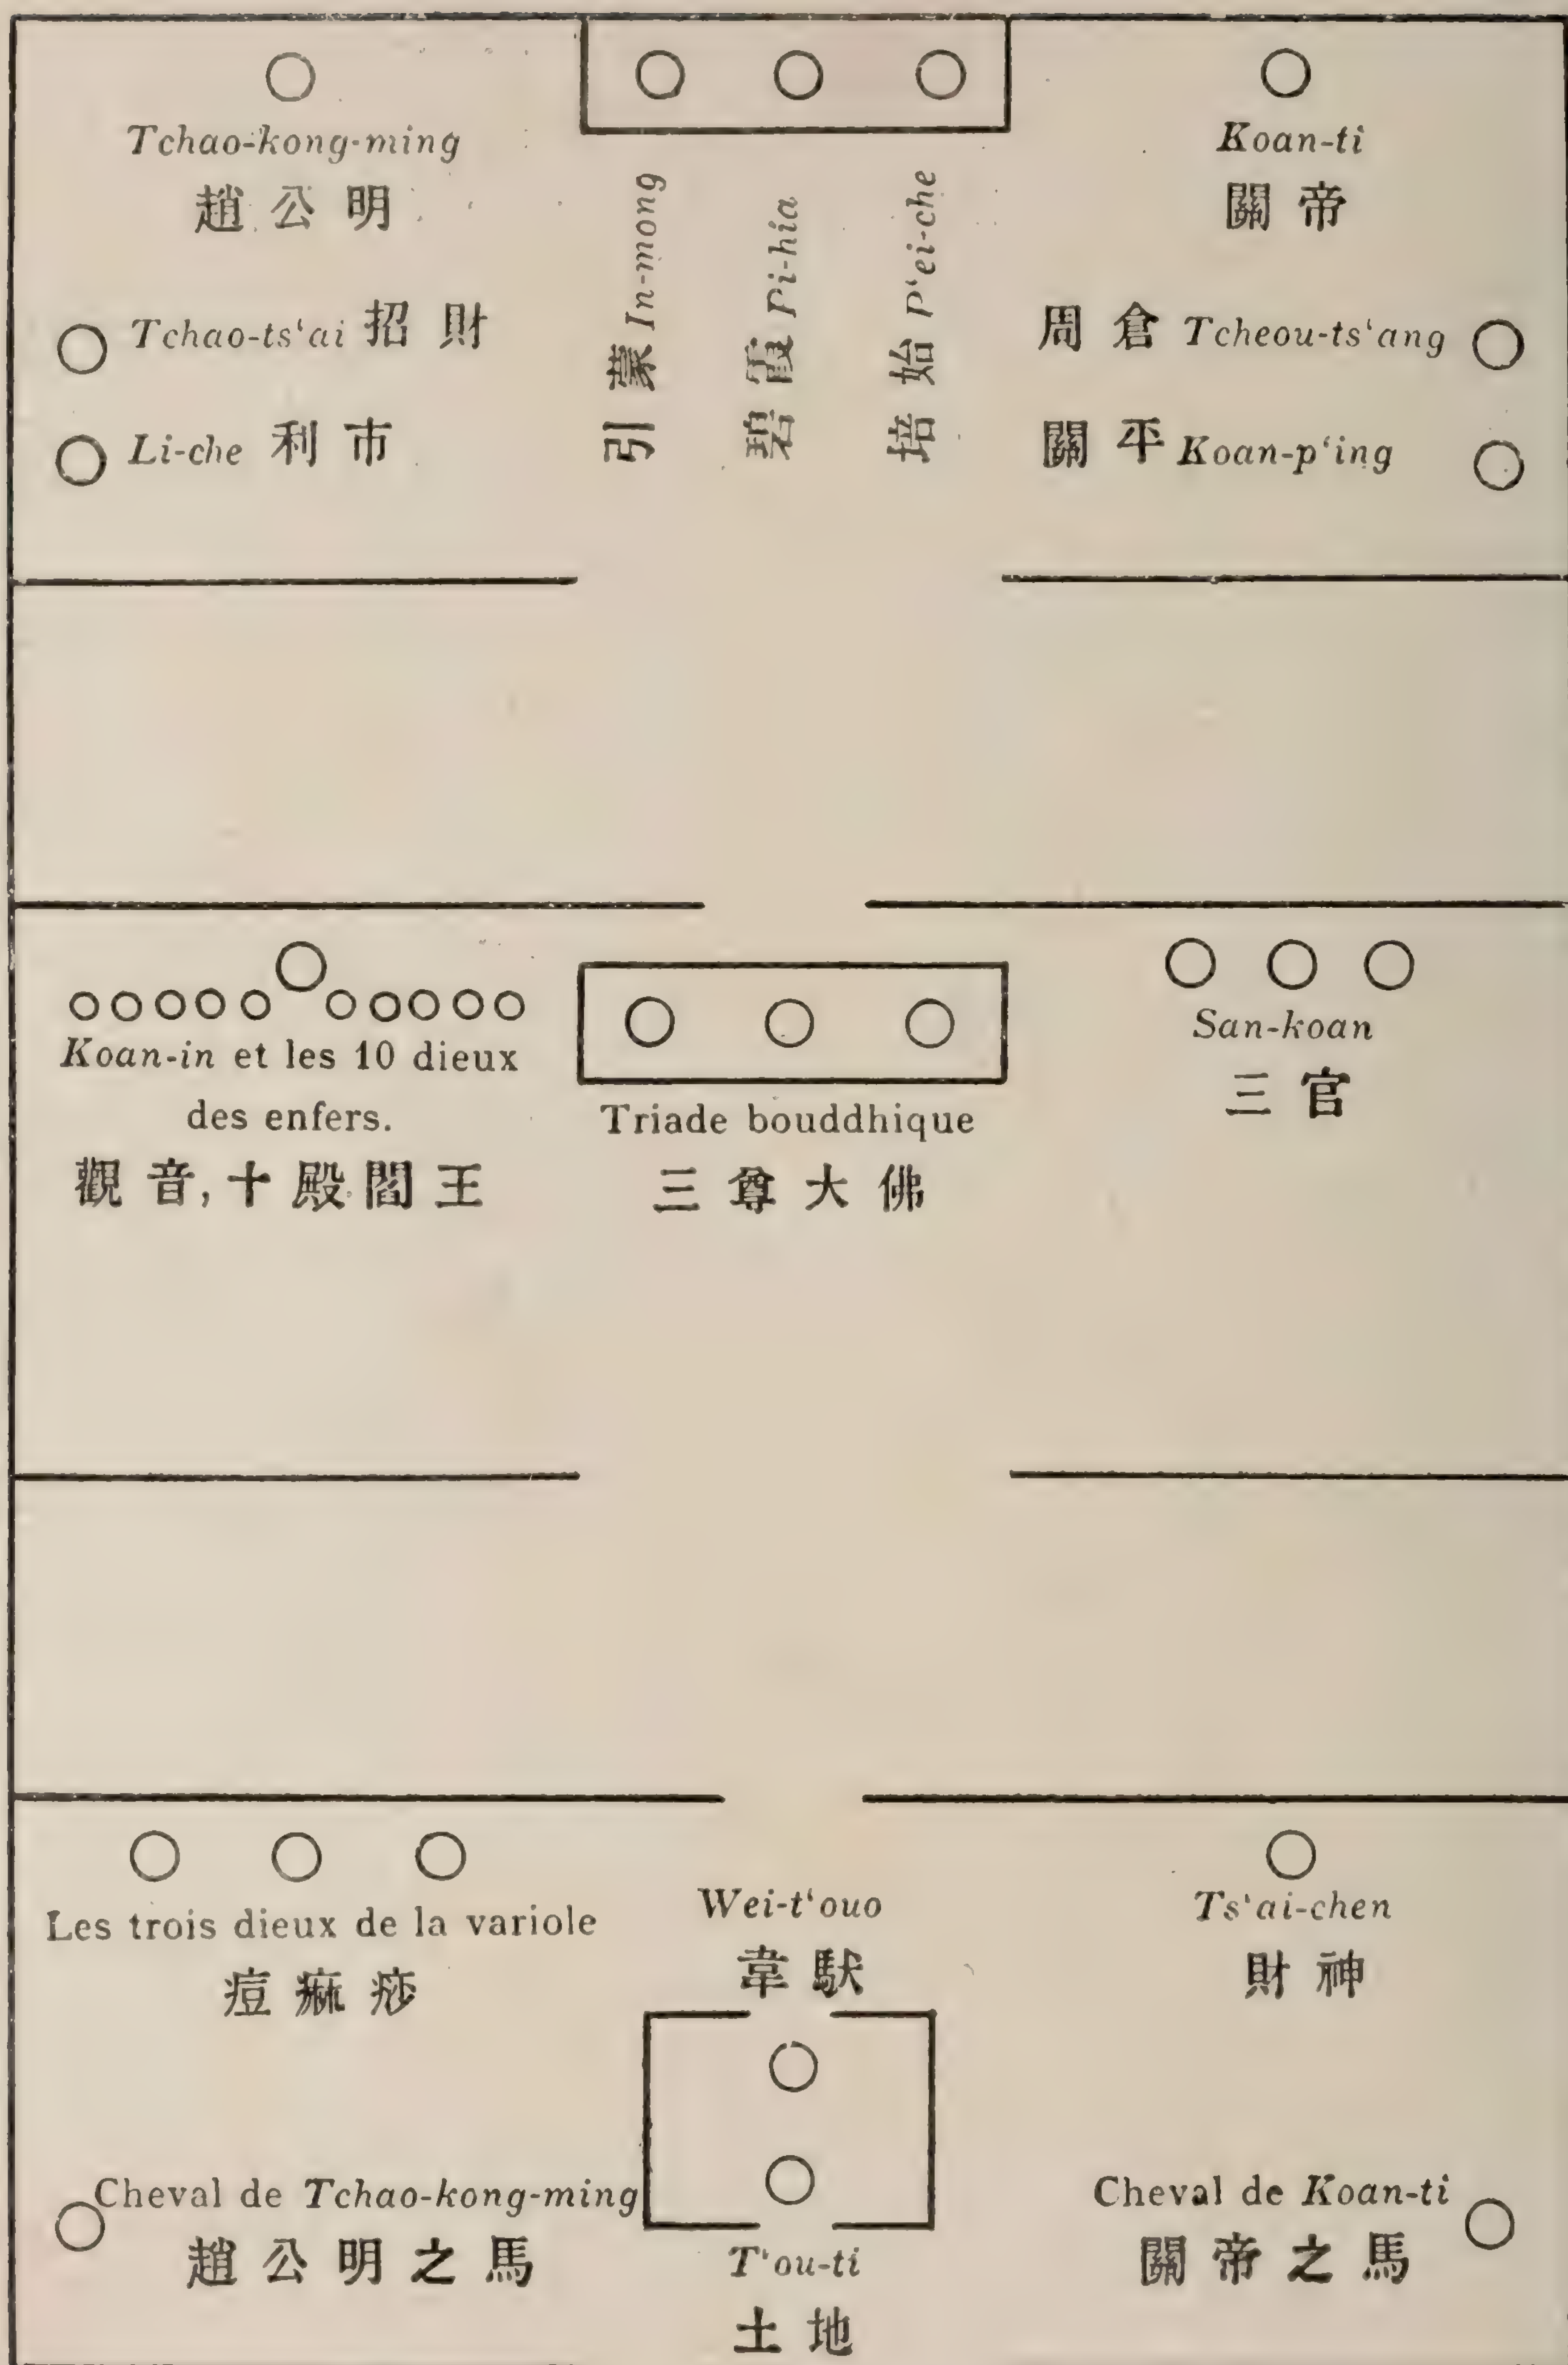 Tchao-kong-ming
趙公明
Tchao-ts‘ai 招財
Li-che 利市
引蒙 In-mong
碧霞 Pi-hia
培始 P‘ei-che
Koan-ti
關帝
周倉 Tcheou-ts‘ang
關平 Koan-p‘ing
Koan-in et les 10 dieux
des enfers.
觀音,十殿閻王
Triade bouddhique
三尊大佛
San-koan
三官
Les trois dieux de la variole
痘痳痧
Wei-t‘ouo
韋馱
Ts‘ai-chen
財神
Cheval de Tchao-kong-ming
趙公明之馬
T‘ou-ti
土地
Cheval de Koan-ti
關帝之馬